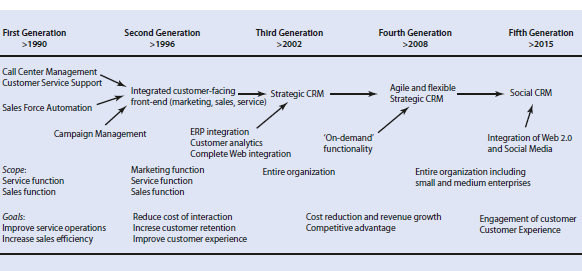 First Generation
>1990
Second Generation
>1996
Third Generation
>2002
Fourth Generation
>2008
Fifth Generation
>2015
Call Center Management
Customer Service Support
Sales Force Automation
Campaign Management
Integrated customer-facing
front-end (marketing, sales, service)
Strategic CRM
ERP integration
Customer analytics
Complete Web integration
Agile and flexible
Strategic CRM
'On-demand'
functionality
Social CRM
Integration of Web 2.0
and Social Media
Scope:
Service function
Sales function
Marketing function
Service function
Sales function
Entire organization
Entire organization including
small and medium enterprises
Goals:
Improve service operations
Increase sales efficiency
Reduce cost of interaction
Increse customer retention
Improve customer experience
Cost reduction and revenue growth
Competitive advantage
Engagement of customer
Customer Experience